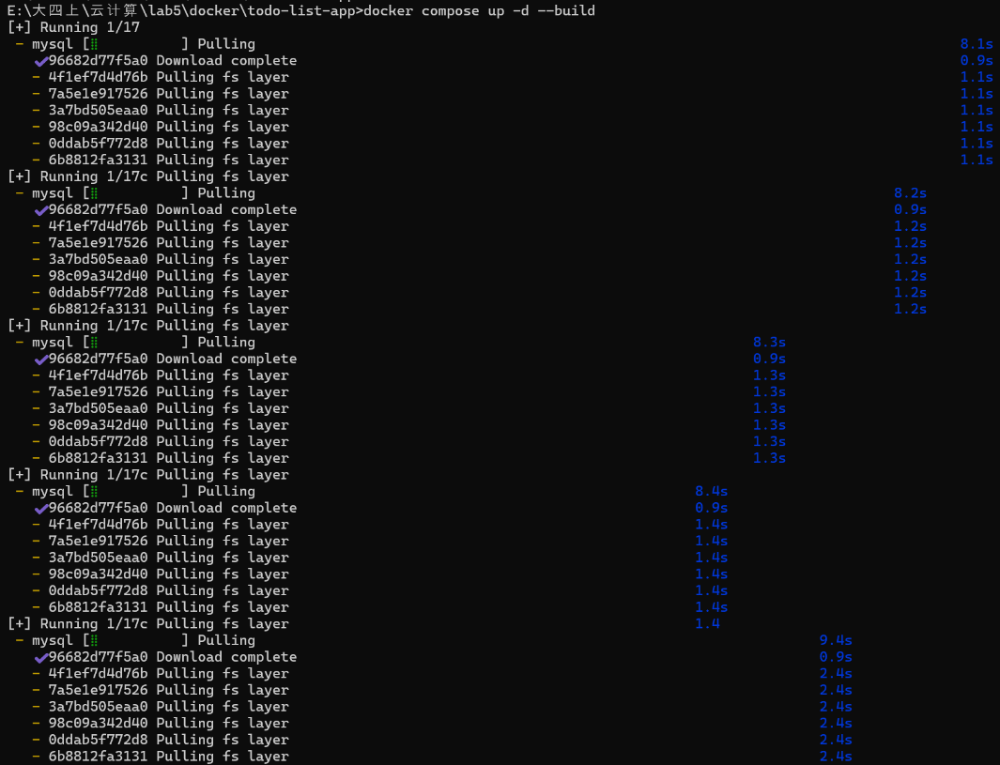 E:\大四上\云计算\lab5\docker\todo-list-app>docker compose up -d --build
[+] Running 1/17
- mysql [⣿ ] Pulling 8.1s
✔96682d77f5a0 Download complete 0.9s
- 4f1ef7d4d76b Pulling fs layer 1.1s
- 7a5e1e917526 Pulling fs layer 1.1s
- 3a7bd505eaa0 Pulling fs layer 1.1s
- 98c09a342d40 Pulling fs layer 1.1s
- 0ddab5f772d8 Pulling fs layer 1.1s
- 6b8812fa3131 Pulling fs layer 1.1s
[+] Running 1/17c Pulling fs layer
- mysql [⣿ ] Pulling 8.2s
✔96682d77f5a0 Download complete 0.9s
- 4f1ef7d4d76b Pulling fs layer 1.2s
- 7a5e1e917526 Pulling fs layer 1.2s
- 3a7bd505eaa0 Pulling fs layer 1.2s
- 98c09a342d40 Pulling fs layer 1.2s
- 0ddab5f772d8 Pulling fs layer 1.2s
- 6b8812fa3131 Pulling fs layer 1.2s
[+] Running 1/17c Pulling fs layer
- mysql [⣿ ] Pulling 8.3s
✔96682d77f5a0 Download complete 0.9s
- 4f1ef7d4d76b Pulling fs layer 1.3s
- 7a5e1e917526 Pulling fs layer 1.3s
- 3a7bd505eaa0 Pulling fs layer 1.3s
- 98c09a342d40 Pulling fs layer 1.3s
- 0ddab5f772d8 Pulling fs layer 1.3s
- 6b8812fa3131 Pulling fs layer 1.3s
[+] Running 1/17c Pulling fs layer
- mysql [⣿ ] Pulling 8.4s
✔96682d77f5a0 Download complete 0.9s
- 4f1ef7d4d76b Pulling fs layer 1.4s
- 7a5e1e917526 Pulling fs layer 1.4s
- 3a7bd505eaa0 Pulling fs layer 1.4s
- 98c09a342d40 Pulling fs layer 1.4s
- 0ddab5f772d8 Pulling fs layer 1.4s
- 6b8812fa3131 Pulling fs layer 1.4s
[+] Running 1/17c Pulling fs layer 1.4
- mysql [⣿ ] Pulling 9.4s
✔96682d77f5a0 Download complete 0.9s
- 4f1ef7d4d76b Pulling fs layer 2.4s
- 7a5e1e917526 Pulling fs layer 2.4s
- 3a7bd505eaa0 Pulling fs layer 2.4s
- 98c09a342d40 Pulling fs layer 2.4s
- 0ddab5f772d8 Pulling fs layer 2.4s
- 6b8812fa3131 Pulling fs layer 2.4s